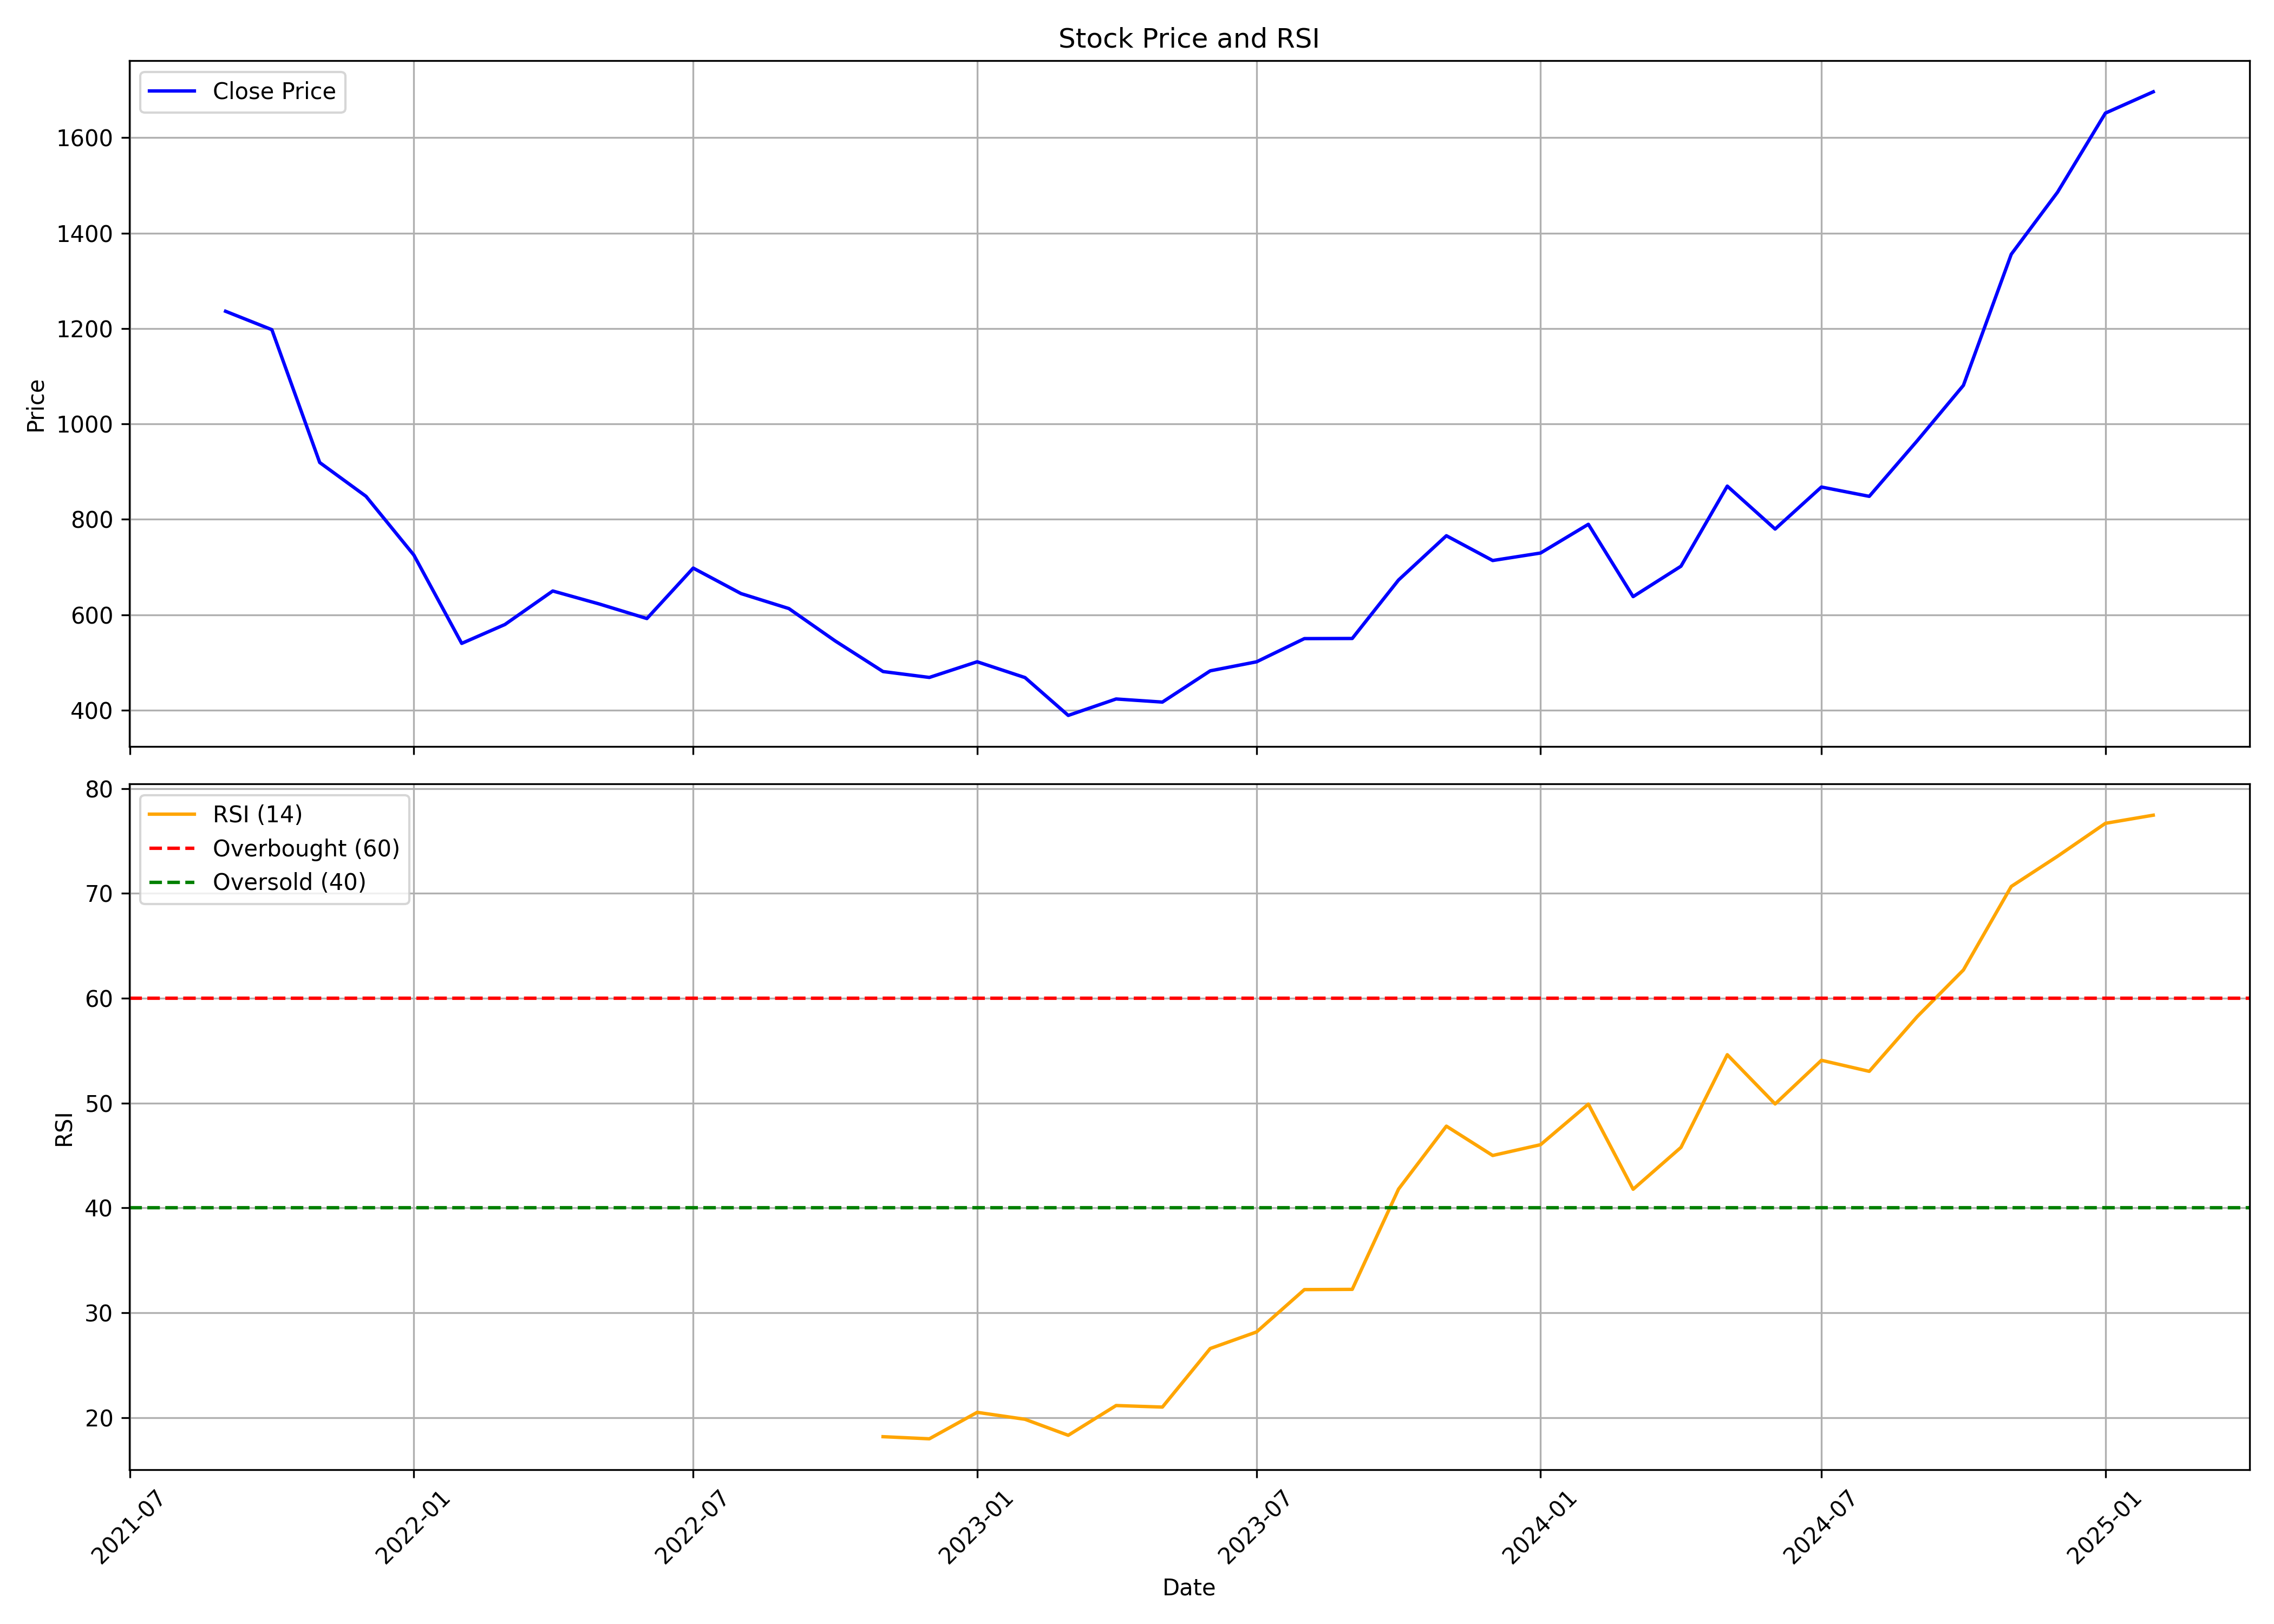 Stock Price and RSI
Close Price
1600
1400
1200
1000
800
600
400
Price
80
70
60
50
40
30
20
RSI
RSI (14)
Overbought (60)
Oversold (40)
2021-07
2022-01
2022-07
2023-01
2023-07
2024-01
2024-07
2025-01
Date